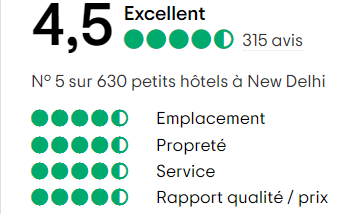 4,5
Excellent
315 avis
N° 5 sur 630 petits hôtels à New Delhi
Emplacement
Propreté
Service
Rapport qualité / prix